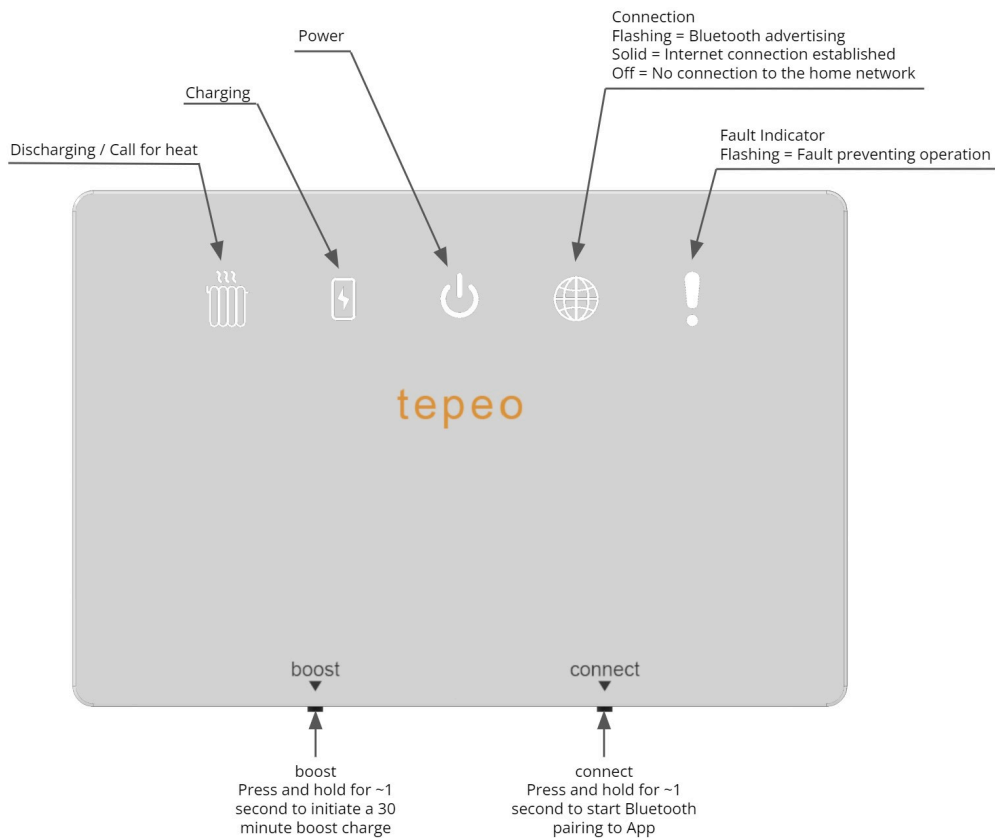 Connection
Flashing = Bluetooth advertising
Solid = Internet connection established
Off = No connection to the home network
Power
Charging
Fault Indicator
Flashing = Fault preventing operation
Discharging / Call for heat
tepeo
boost
connect
boost
Press and hold for ~1
second to initiate a 30
minute boost charge
connect
Press and hold for ~1
second to start Bluetooth
pairing to App